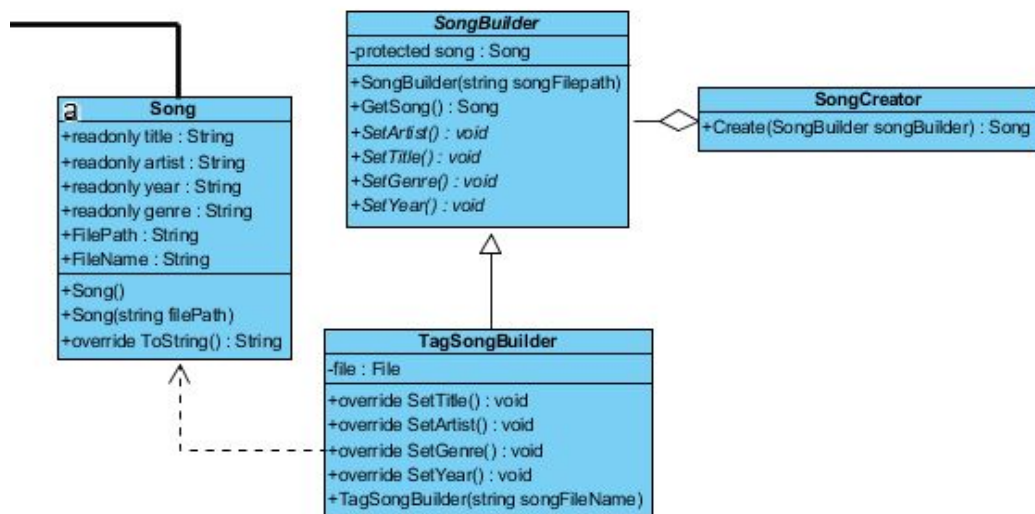 SongBuilder
-protected song : Song
+SongBuilder(string songFilepath)
+GetSong() : Song
+SetArtist() : void
+SetTitle() : void
+SetGenre() : void
+SetYear() : void
SongCreator
+Create(SongBuilder songBuilder) : Song
a
Song
+readonly title : String
+readonly artist : String
+readonly year : String
+readonly genre : String
+FilePath : String
+FileName : String
+Song()
+Song(string filePath)
+override ToString() : String
TagSongBuilder
-file : File
+override SetTitle() : void
+override SetArtist() : void
+override SetGenre() : void
+override SetYear() : void
+TagSongBuilder(string songFileName)